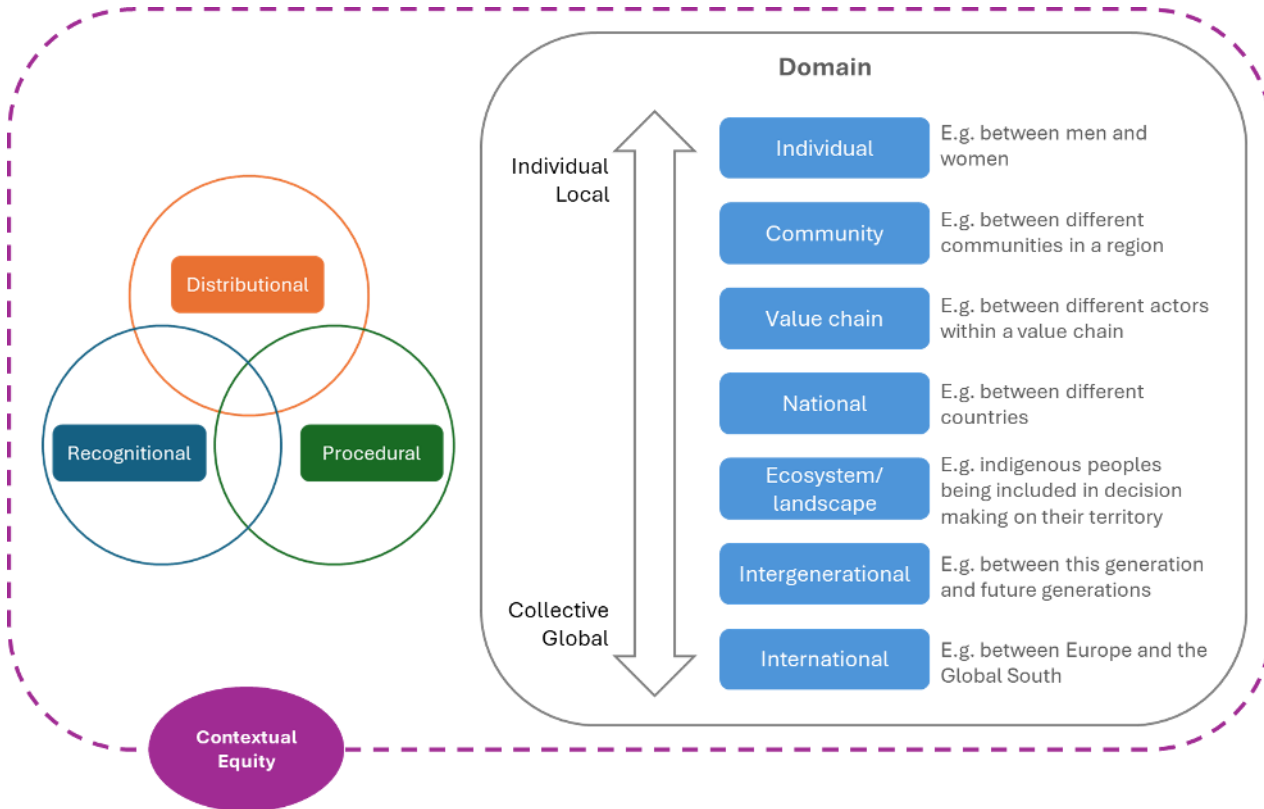 Domain
Individual
Local
Individual
E.g. between men and
women
Community
E.g. between different
communities in a region
Distributional
Value chain
E.g. between different actors
within a value chain
National
E.g. between different
countries
Recognitional
Procedural
Ecosystem/
landscape
E.g. indigenous peoples
being included in decision
making on their territory
Intergenerational
E.g. between this generation
and future generations
Collective
Global
International
E.g. between Europe and the
Global South
Contextual
Equity